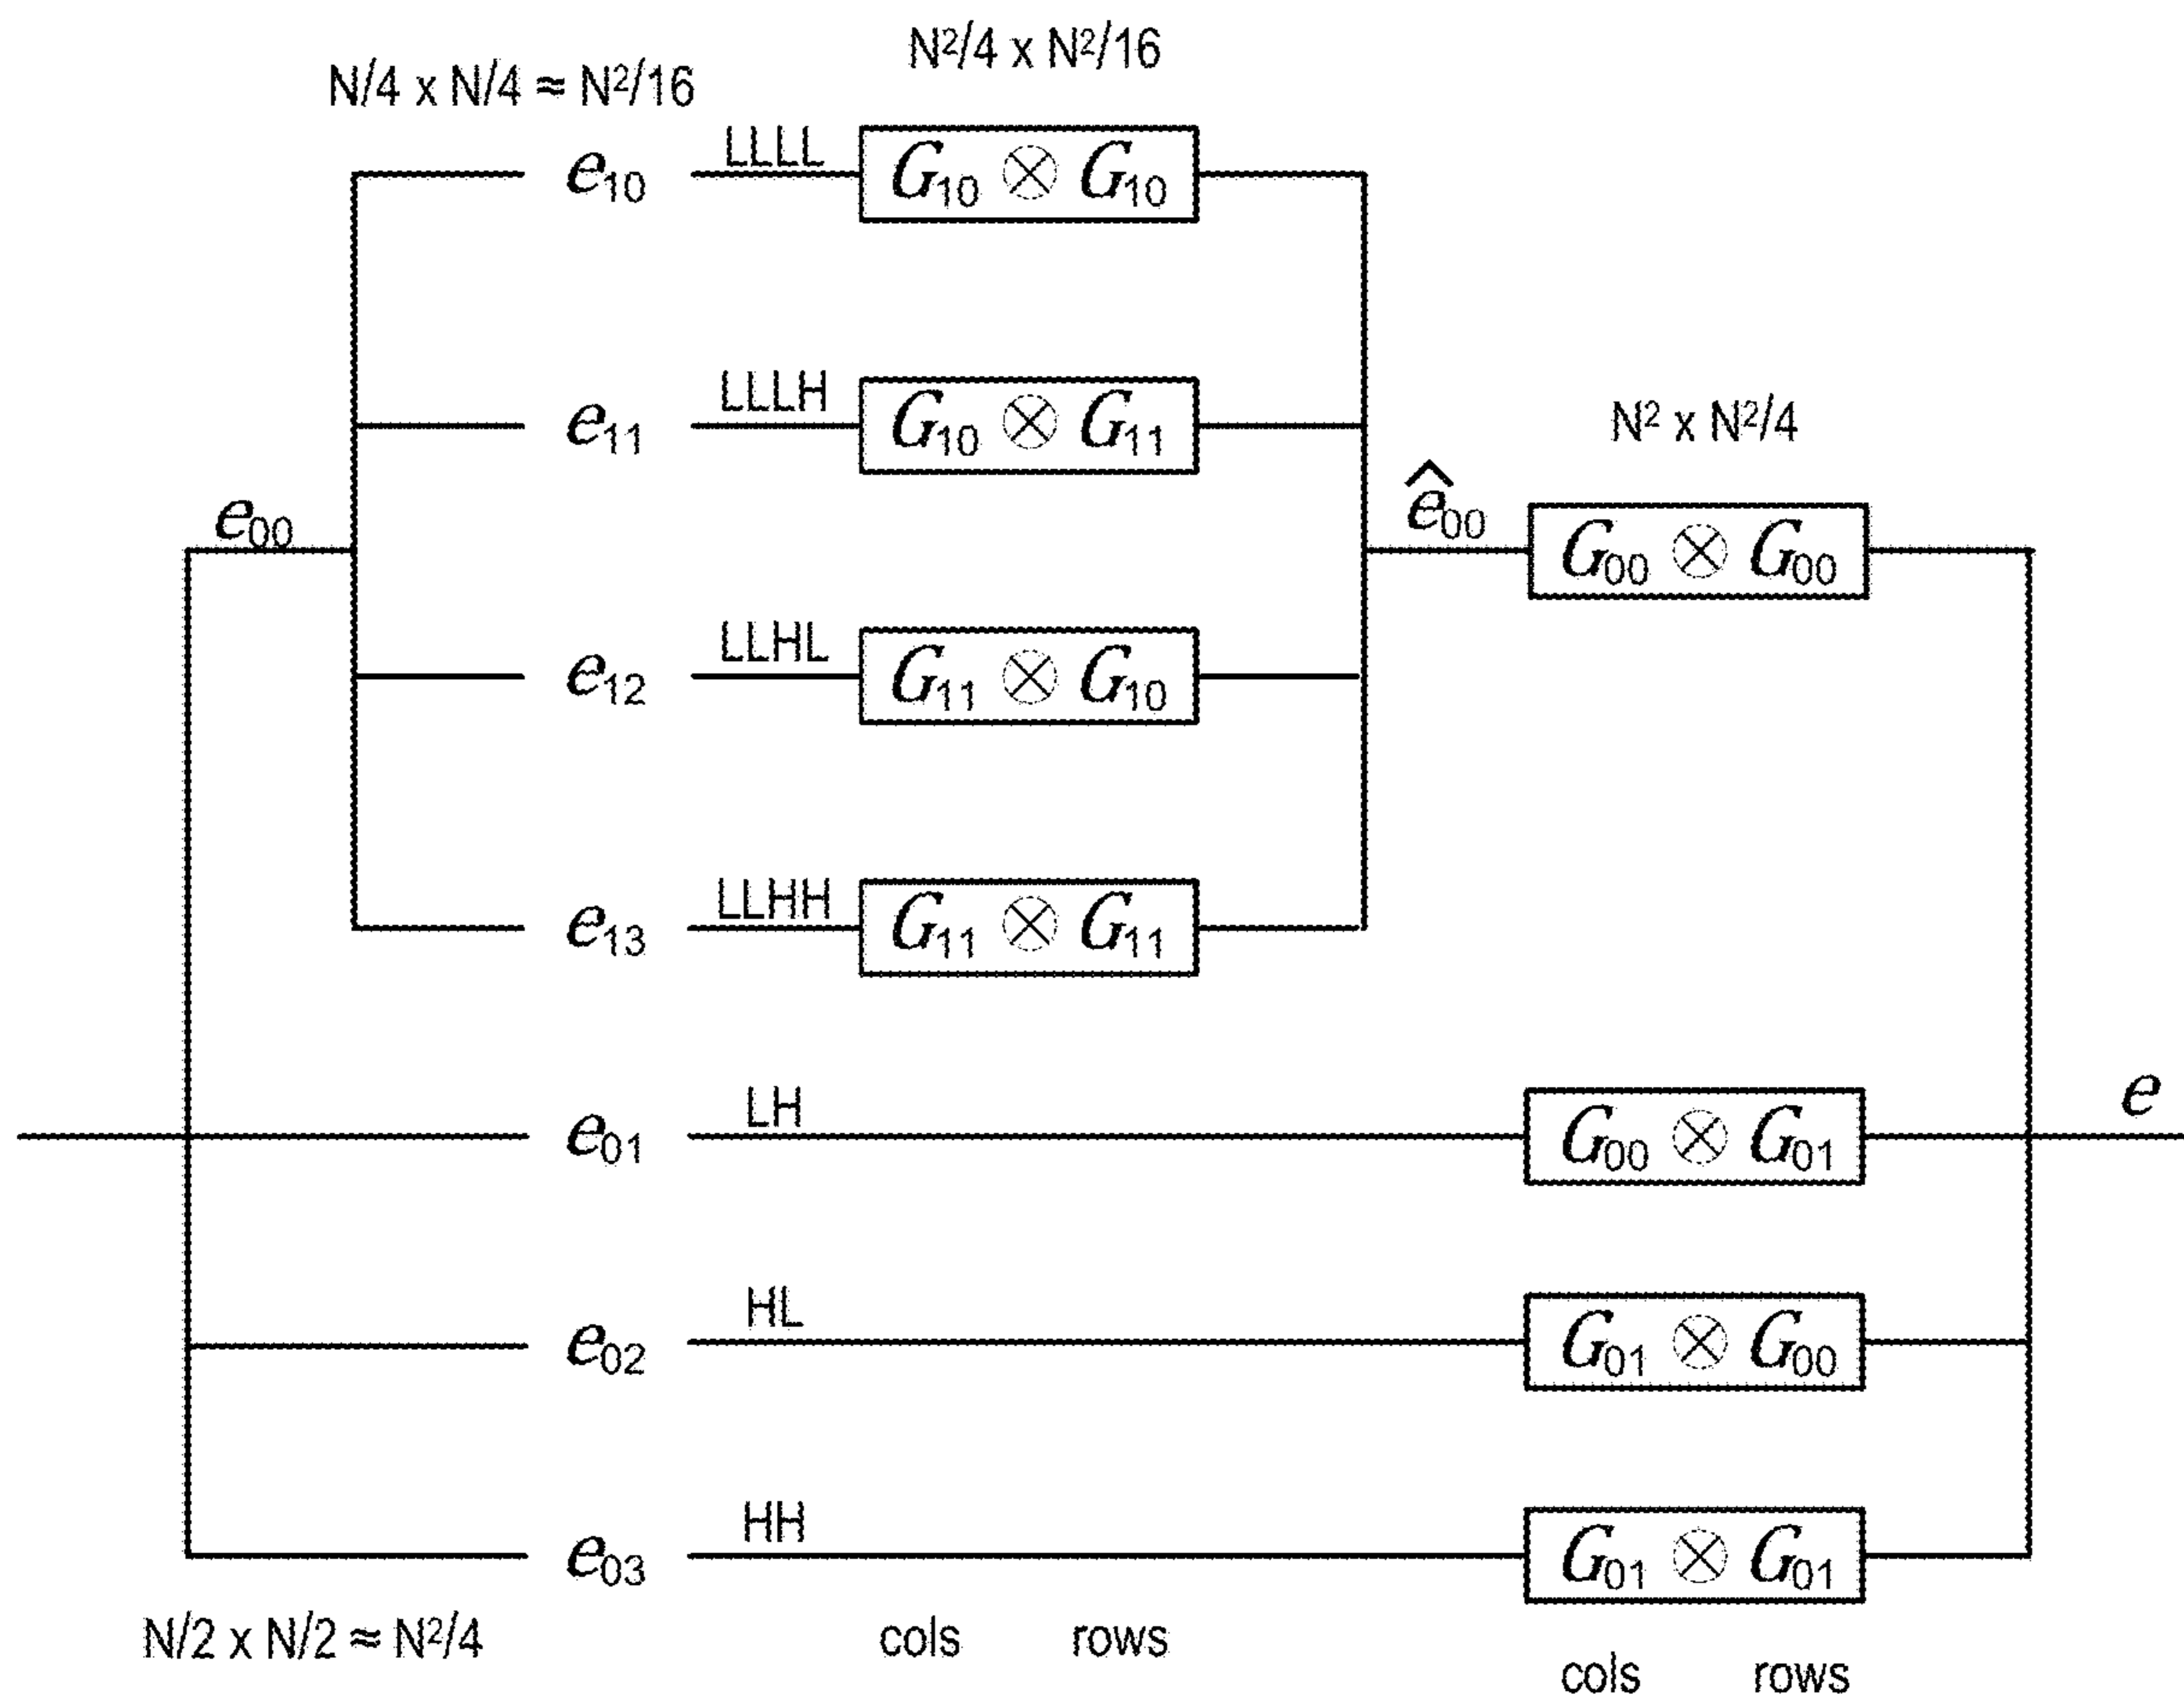 N²/4 x N²/16
N/4 x N/4 ≈ N²/16
e₁₀ LLLL G₁₀ ⊗ G₁₀
e₁₁ LLLH G₁₀ ⊗ G₁₁
N² x N²/4
e₀₀ ê₀₀ G₀₀ ⊗ G₀₀
e₁₂ LLHL G₁₁ ⊗ G₁₀
e₁₃ LLHH G₁₁ ⊗ G₁₁
e₀₁ LH G₀₀ ⊗ G₀₁ e
e₀₂ HL G₀₁ ⊗ G₀₀
e₀₃ HH G₀₁ ⊗ G₀₁
N/2 x N/2 ≈ N²/4 cols rows
cols rows